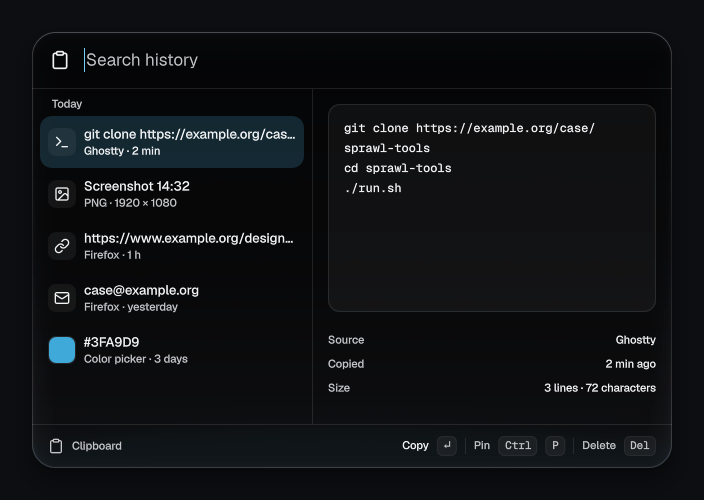 Search history
Today
git clone https://example.org/cas…
Ghostty · 2 min
Screenshot 14:32
PNG · 1920 × 1080
https://www.example.org/design…
Firefox · 1 h
case@example.org
Firefox · yesterday
#3FA9D9
Color picker · 3 days
git clone https://example.org/case/
sprawl-tools
cd sprawl-tools
./run.sh
Source Ghostty
Copied 2 min ago
Size 3 lines · 72 characters
Clipboard
Copy ↵ Pin Ctrl P Delete Del